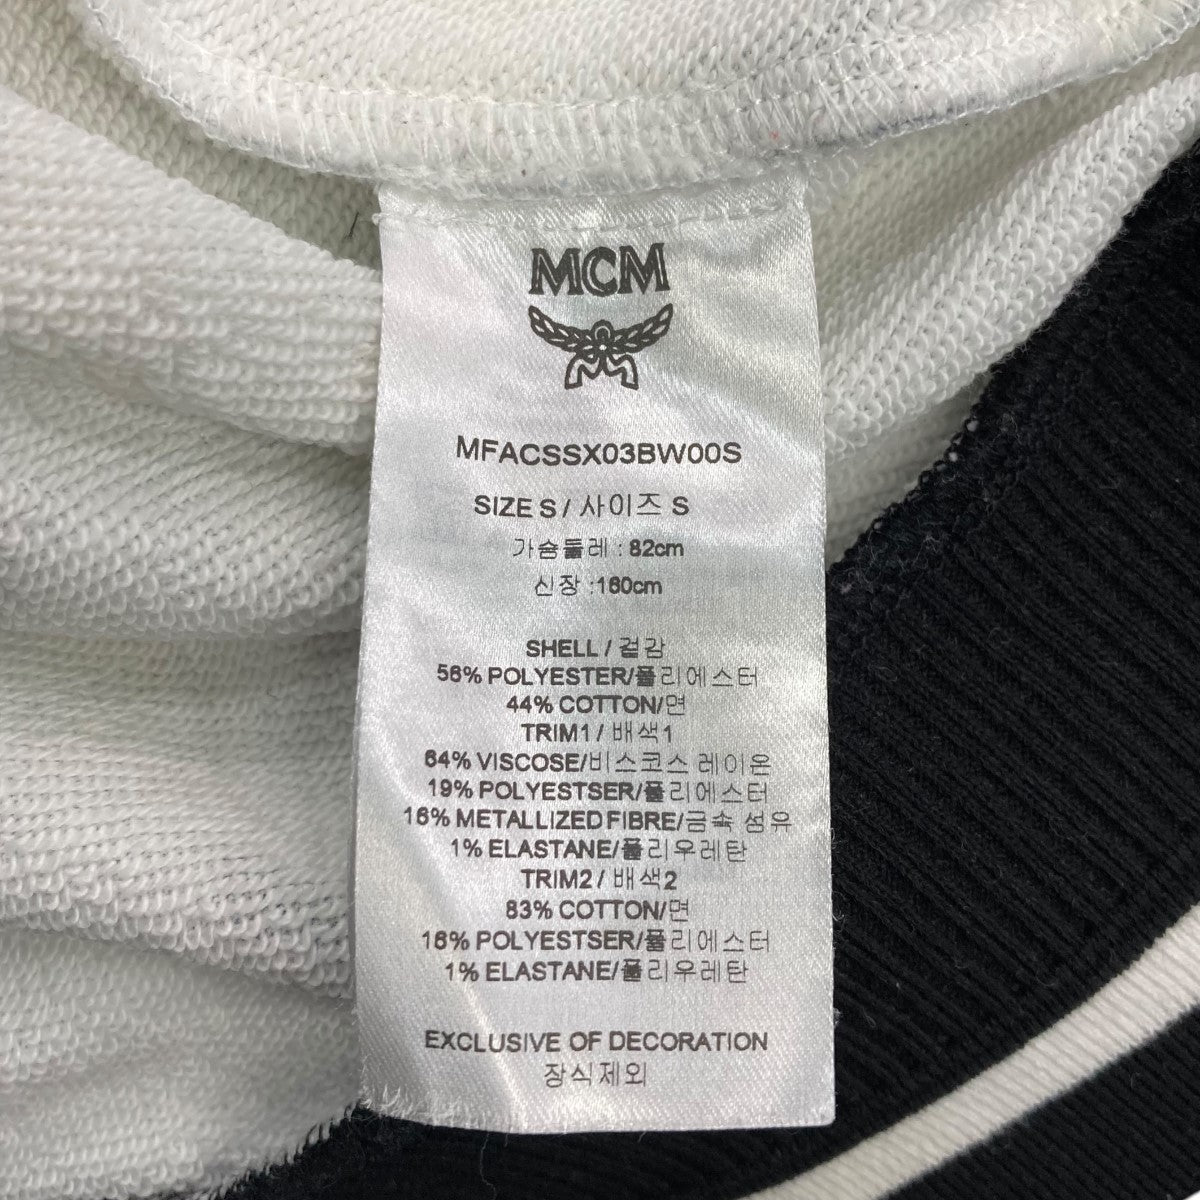 MCM
MFACSSX03BW00S
SIZE S / 사이즈 S
가슴둘레 : 82cm
신장 :160cm
SHELL / 겉감
56% POLYESTER/폴리에스터
44% COTTON/면
TRIM1 / 배색1
64% VISCOSE/비스코스 레이온
19% POLYESTSER/폴리에스터
16% METALLIZED FIBRE/금속 섬유
1% ELASTANE/폴리우레탄
TRIM2 / 배색2
83% COTTON/면
16% POLYESTSER/폴리에스터
1% ELASTANE/폴리우레탄
EXCLUSIVE OF DECORATION
장식제외